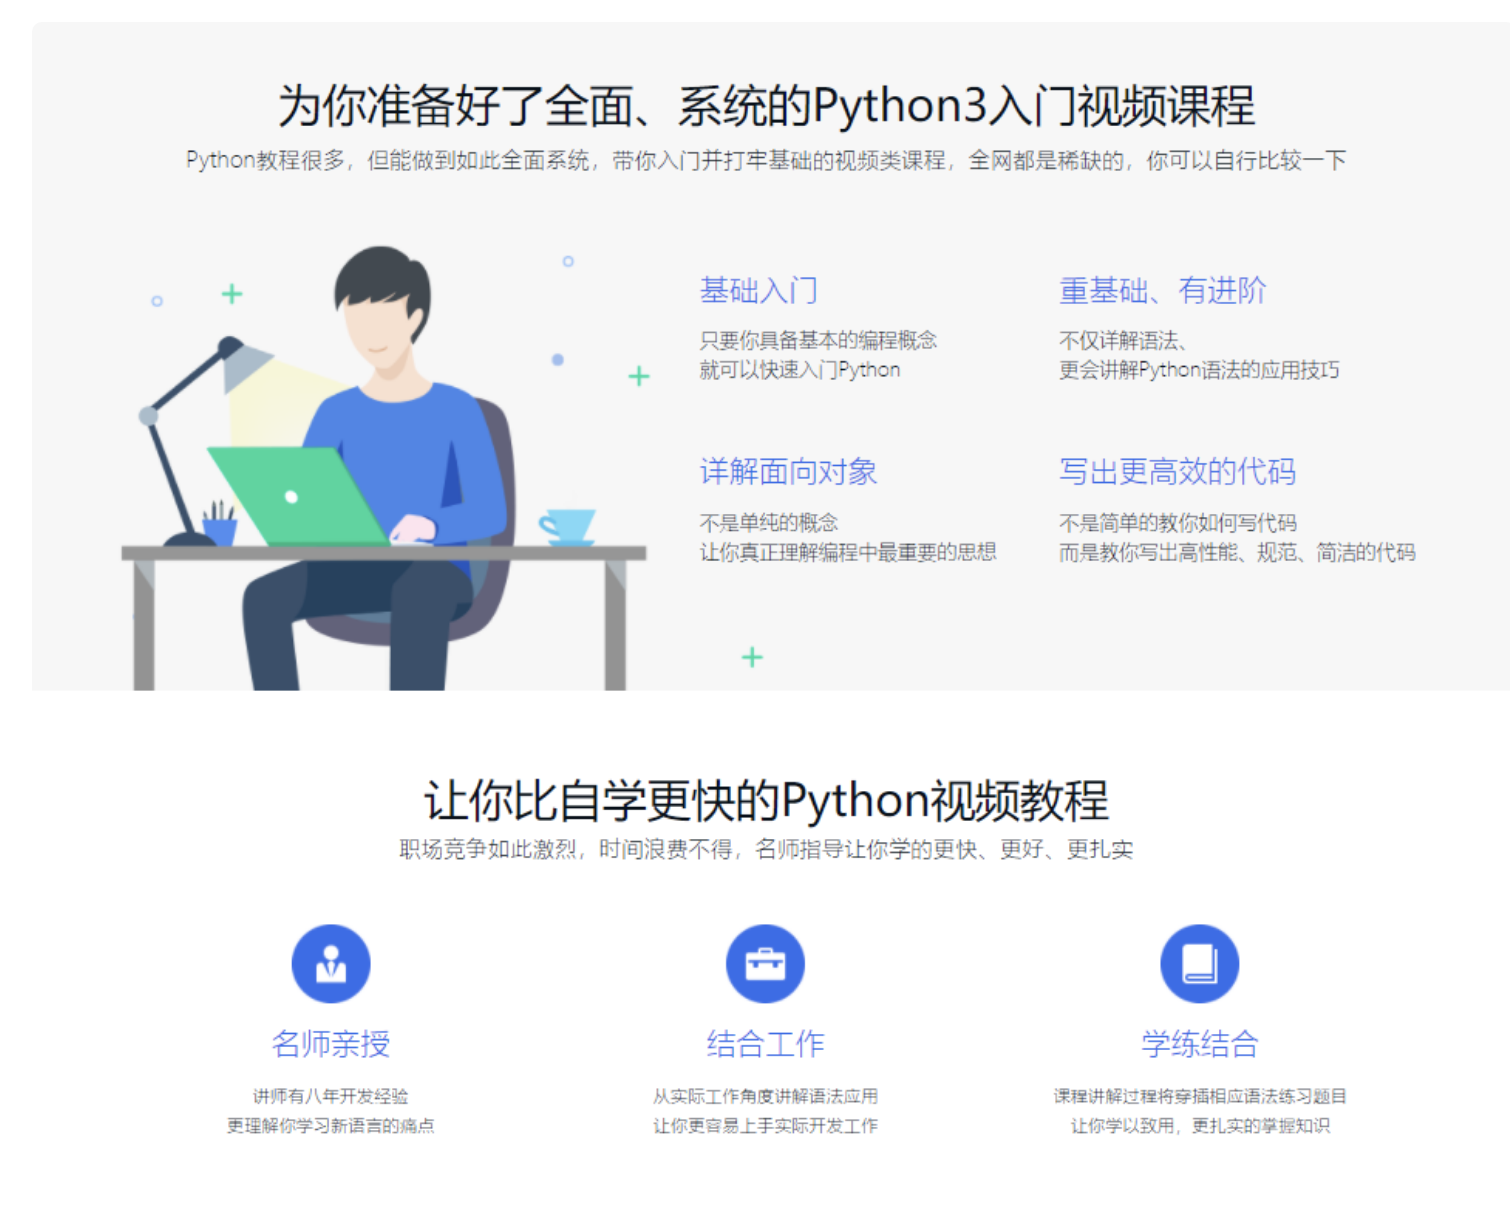 为你准备好了全面、系统的Python3入门视频课程
Python教程很多，但能做到如此全面系统，带你入门并打牢基础的视频类课程，全网都是稀缺的，你可以自行比较一下
基础入门
只要你具备基本的编程概念
就可以快速入门Python
重基础、有进阶
不仅详解语法、
更会讲解Python语法的应用技巧
详解面向对象
不是单纯的概念
让你真正理解编程中最重要的思想
写出更高效的代码
不是简单的教你如何写代码
而是教你写出高性能、规范、简洁的代码
让你比自学更快的Python视频教程
职场竞争如此激烈，时间浪费不得，名师指导让你学的更快、更好、更扎实
名师亲授
讲师有八年开发经验
更理解你学习新语言的痛点
结合工作
从实际工作角度讲解语法应用
让你更容易上手实际开发工作
学练结合
课程讲解过程将穿插相应语法练习题目
让你学以致用，更扎实的掌握知识